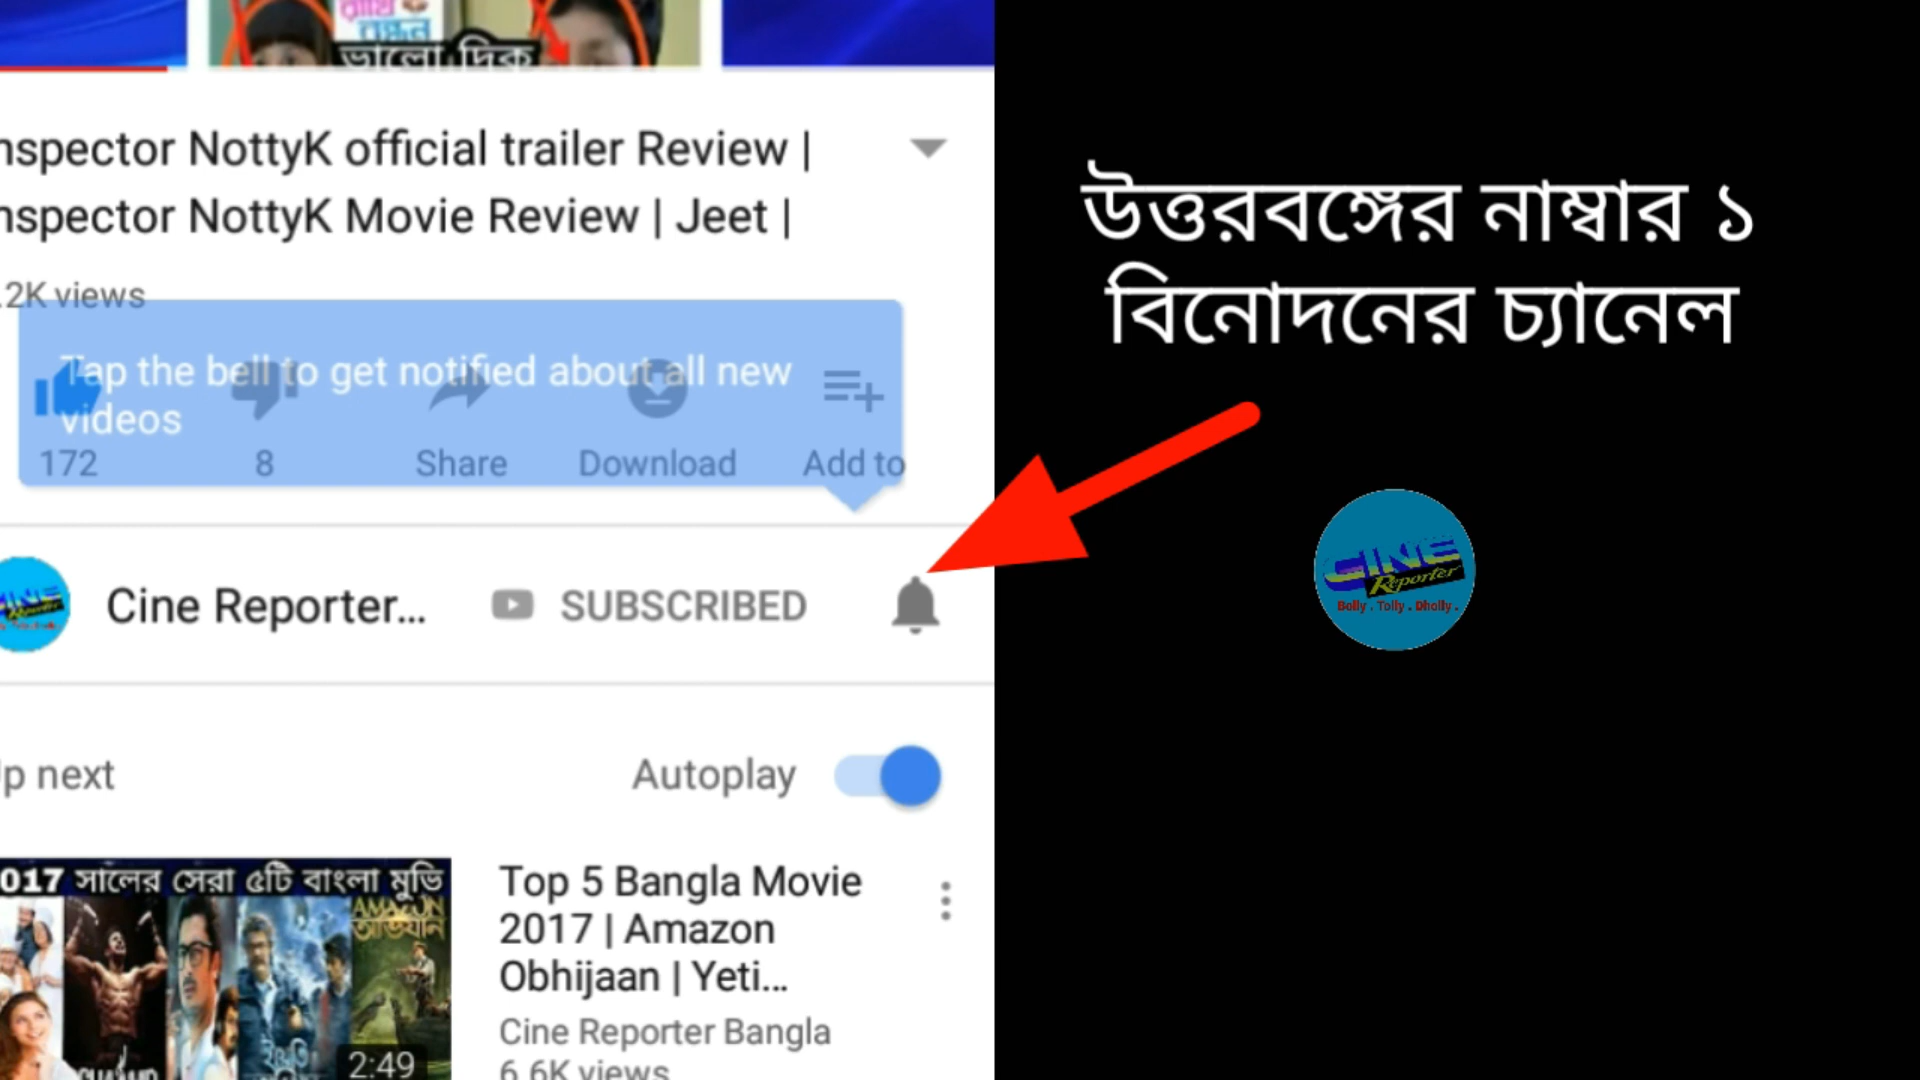 ভালো দিক
nspector NottyK official trailer Review |
nspector NottyK Movie Review | Jeet |
.2K views
Tap the bell to get notified about all new
videos
172
8
Share
Download
Add to
Cine Reporter...
SUBSCRIBED
p next
Autoplay
017 সালের সেরা ৫টি বাংলা মুভি
AMAZON
অভিযান
2:49
Top 5 Bangla Movie
2017 | Amazon
Obhijaan | Yeti...
Cine Reporter Bangla
6.6K views
উত্তরবঙ্গের নাম্বার ১
বিনোদনের চ্যানেল
CINE
Reporter
Bolly . Tolly . Dholly .